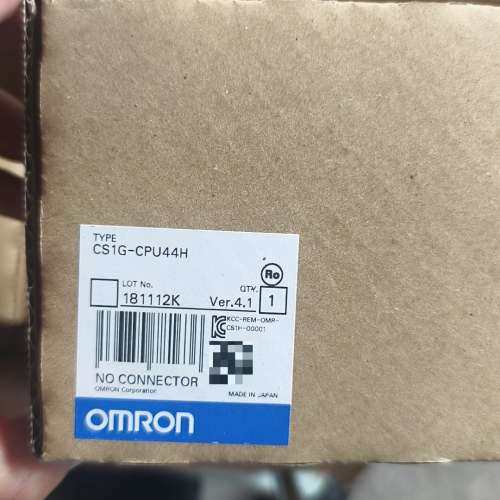 TYPE
CS1G-CPU44H
Ro
LOT No.
QTY.
181112K
Ver.4.1
1
KCC-REM-OMR-
CS1H-00001
NO CONNECTOR
OMRON Corporation
MADE IN JAPAN
OMRON